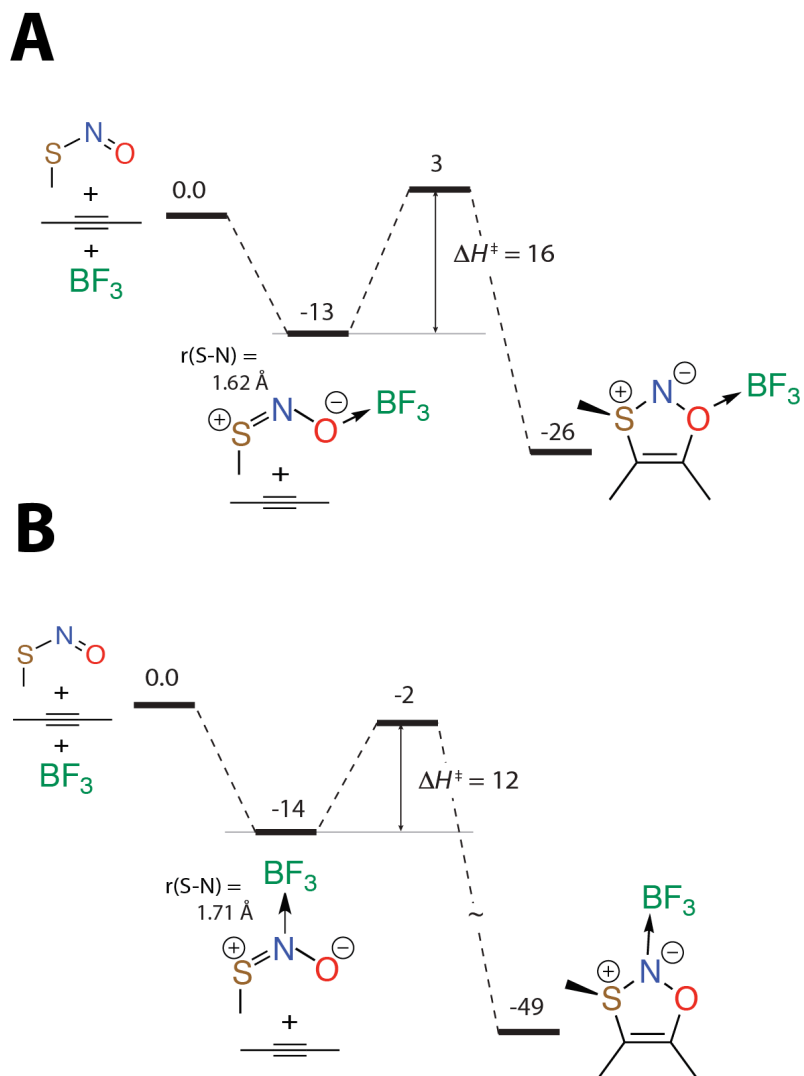 A
N
S
O
+
+
BF3
0.0
3
ΔH‡ = 16
-13
r(S-N) =
1.62 Å
+ S N O − BF3
+
-26
+ S N − O BF3
B
N
S
O
+
+
BF3
0.0
-2
ΔH‡ = 12
-14
r(S-N) =
1.71 Å
BF3
+ S N O −
+
~
-49
BF3
+ S N − O